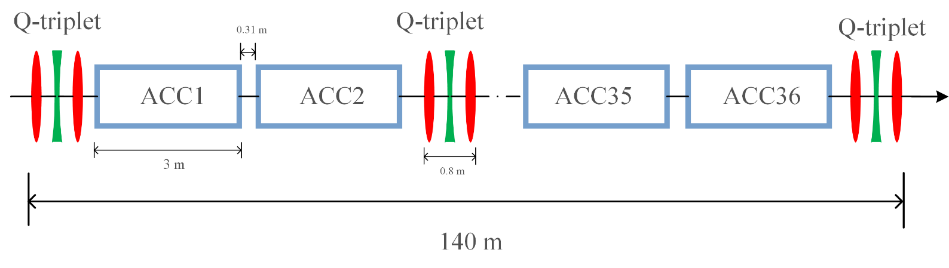 Q-triplet
0.31 m
Q-triplet
Q-triplet
ACC1
ACC2
ACC35
ACC36
3 m
0.8 m
140 m